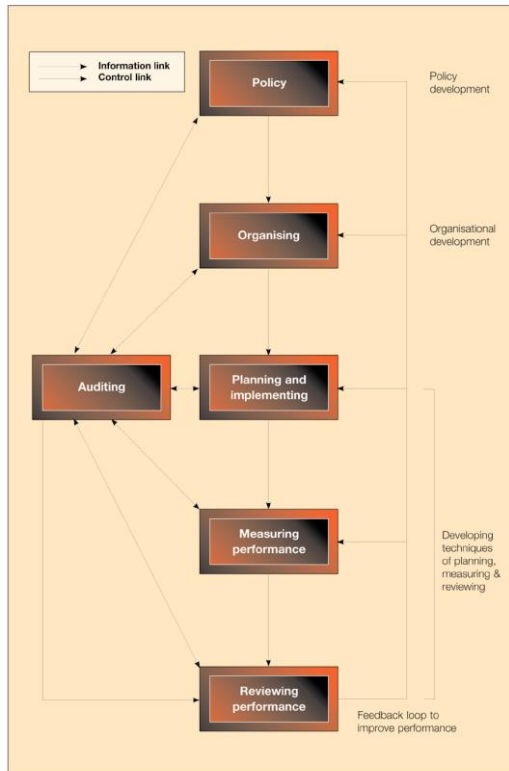 Information link
Control link
Policy
Policy
development
Organising
Organisational
development
Auditing
Planning and
implementing
Measuring
performance
Developing
techniques
of planning,
measuring &
reviewing
Reviewing
performance
Feedback loop to
improve performance